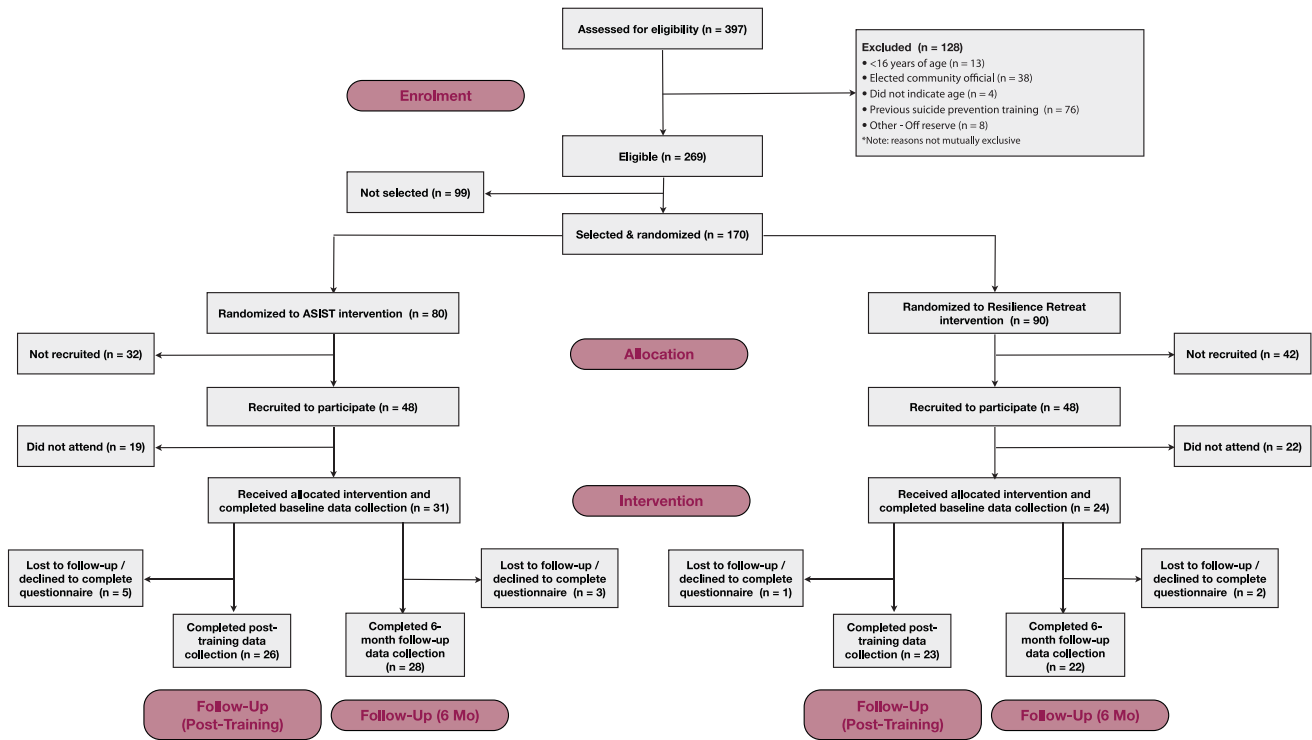 Assessed for eligibility (n = 397)
Excluded (n = 128)
• <16 years of age (n = 13)
• Elected community official (n = 38)
• Did not indicate age (n = 4)
• Previous suicide prevention training (n = 76)
• Other - Off reserve (n = 8)
*Note: reasons not mutually exclusive
Enrolment
Eligible (n = 269)
Not selected (n = 99)
Selected & randomized (n = 170)
Randomized to ASIST intervention (n = 80)
Randomized to Resilience Retreat
intervention (n = 90)
Not recruited (n = 32)
Allocation
Not recruited (n = 42)
Recruited to participate (n = 48)
Recruited to participate (n = 48)
Did not attend (n = 19)
Did not attend (n = 22)
Received allocated intervention and
completed baseline data collection (n = 31)
Intervention
Received allocated intervention and
completed baseline data collection (n = 24)
Lost to follow-up /
declined to complete
questionnaire (n = 5)
Lost to follow-up /
declined to complete
questionnaire (n = 3)
Lost to follow-up /
declined to complete
questionnaire (n = 1)
Lost to follow-up /
declined to complete
questionnaire (n = 2)
Completed post-
training data
collection (n = 26)
Completed 6-
month follow-up
data collection
(n = 28)
Completed post-
training data
collection (n = 23)
Completed 6-
month follow-up
data collection
(n = 22)
Follow-Up
(Post-Training)
Follow-Up (6 Mo)
Follow-Up
(Post-Training)
Follow-Up (6 Mo)